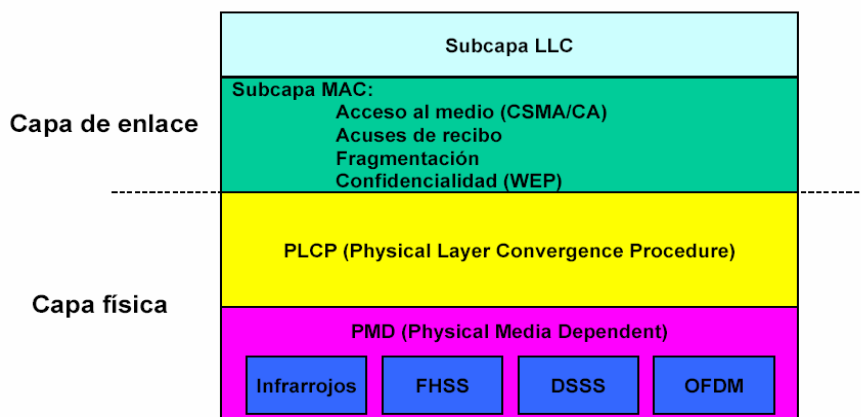 Subcapa LLC
Capa de enlace
Subcapa MAC:
Acceso al medio (CSMA/CA)
Acuses de recibo
Fragmentación
Confidencialidad (WEP)
Capa física
PLCP (Physical Layer Convergence Procedure)
PMD (Physical Media Dependent)
Infrarrojos FHSS DSSS OFDM